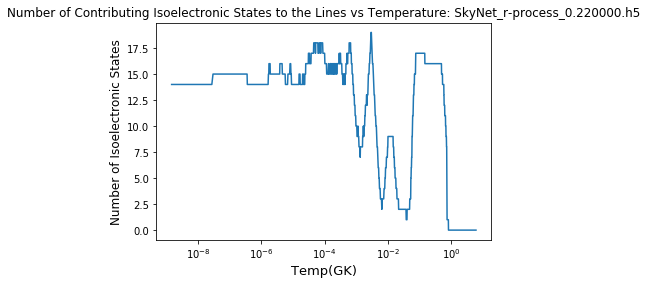 Number of Contributing Isoelectronic States to the Lines vs Temperature: SkyNet_r-process_0.220000.h5
Number of Isoelectronic States
17.5
15.0
12.5
10.0
7.5
5.0
2.5
0.0
10⁻⁸ 10⁻⁶ 10⁻⁴ 10⁻² 10⁰
Temp(GK)